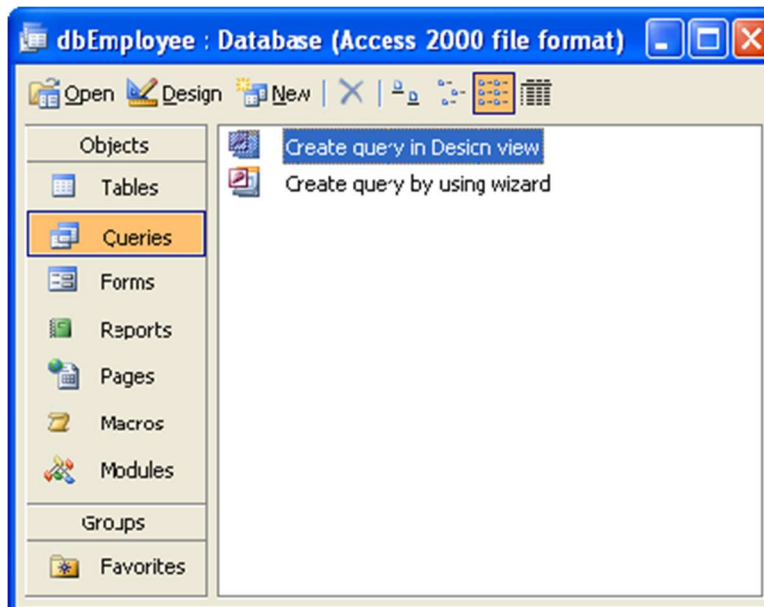 dbEmployee : Database (Access 2000 file format)
Open Design New
Objects
Tables
Queries
Forms
Reports
Pages
Macros
Modules
Groups
Favorites
Create query in Design view
Create query by using wizard